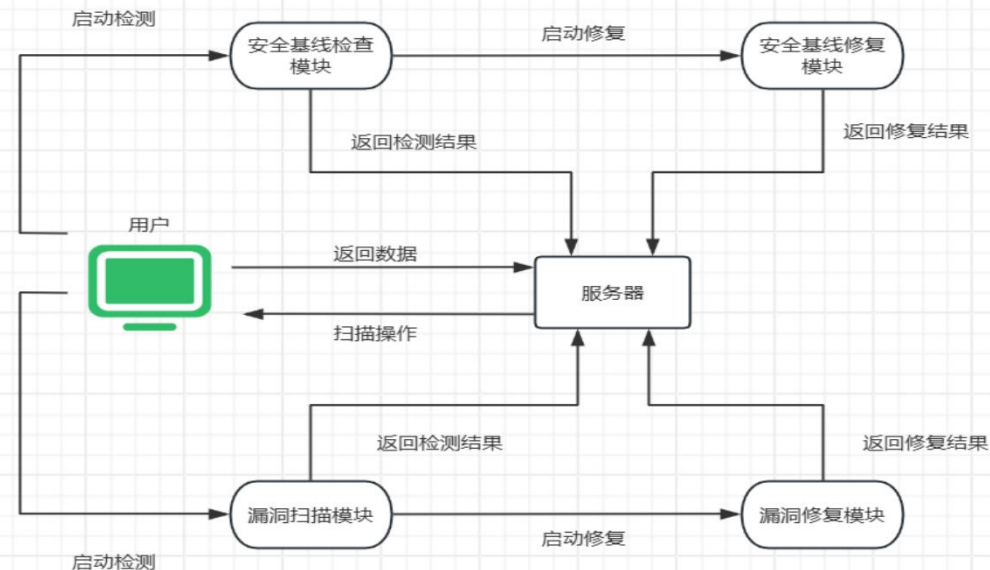 启动检测
安全基线检查
模块
启动修复
安全基线修复
模块
返回检测结果
返回修复结果
用户
返回数据
服务器
扫描操作
返回检测结果
返回修复结果
漏洞扫描模块
漏洞修复模块
启动修复
启动检测